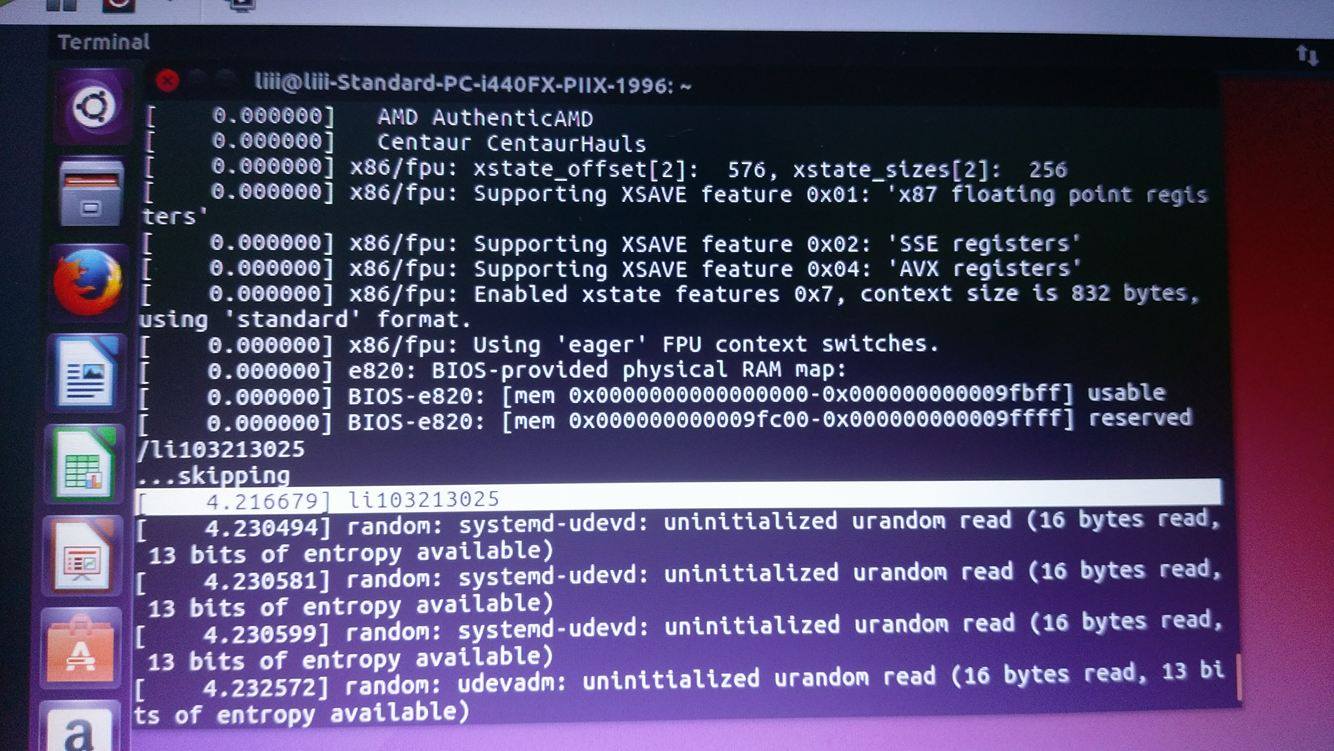 Terminal
liii@liii-Standard-PC-i440FX-PIIX-1996: ~
[    0.000000]   AMD AuthenticAMD
[    0.000000]   Centaur CentaurHauls
[    0.000000] x86/fpu: xstate_offset[2]:  576, xstate_sizes[2]:  256
[    0.000000] x86/fpu: Supporting XSAVE feature 0x01: 'x87 floating point regis
ters'
[    0.000000] x86/fpu: Supporting XSAVE feature 0x02: 'SSE registers'
[    0.000000] x86/fpu: Supporting XSAVE feature 0x04: 'AVX registers'
[    0.000000] x86/fpu: Enabled xstate features 0x7, context size is 832 bytes,
using 'standard' format.
[    0.000000] x86/fpu: Using 'eager' FPU context switches.
[    0.000000] e820: BIOS-provided physical RAM map:
[    0.000000] BIOS-e820: [mem 0x0000000000000000-0x000000000009fbff] usable
[    0.000000] BIOS-e820: [mem 0x000000000009fc00-0x000000000009ffff] reserved
/li103213025
...skipping
[    4.216679] li103213025
[    4.230494] random: systemd-udevd: uninitialized urandom read (16 bytes read,
 13 bits of entropy available)
[    4.230581] random: systemd-udevd: uninitialized urandom read (16 bytes read,
 13 bits of entropy available)
[    4.230599] random: systemd-udevd: uninitialized urandom read (16 bytes read,
 13 bits of entropy available)
[    4.232572] random: udevadm: uninitialized urandom read (16 bytes read, 13 bi
ts of entropy available)
a